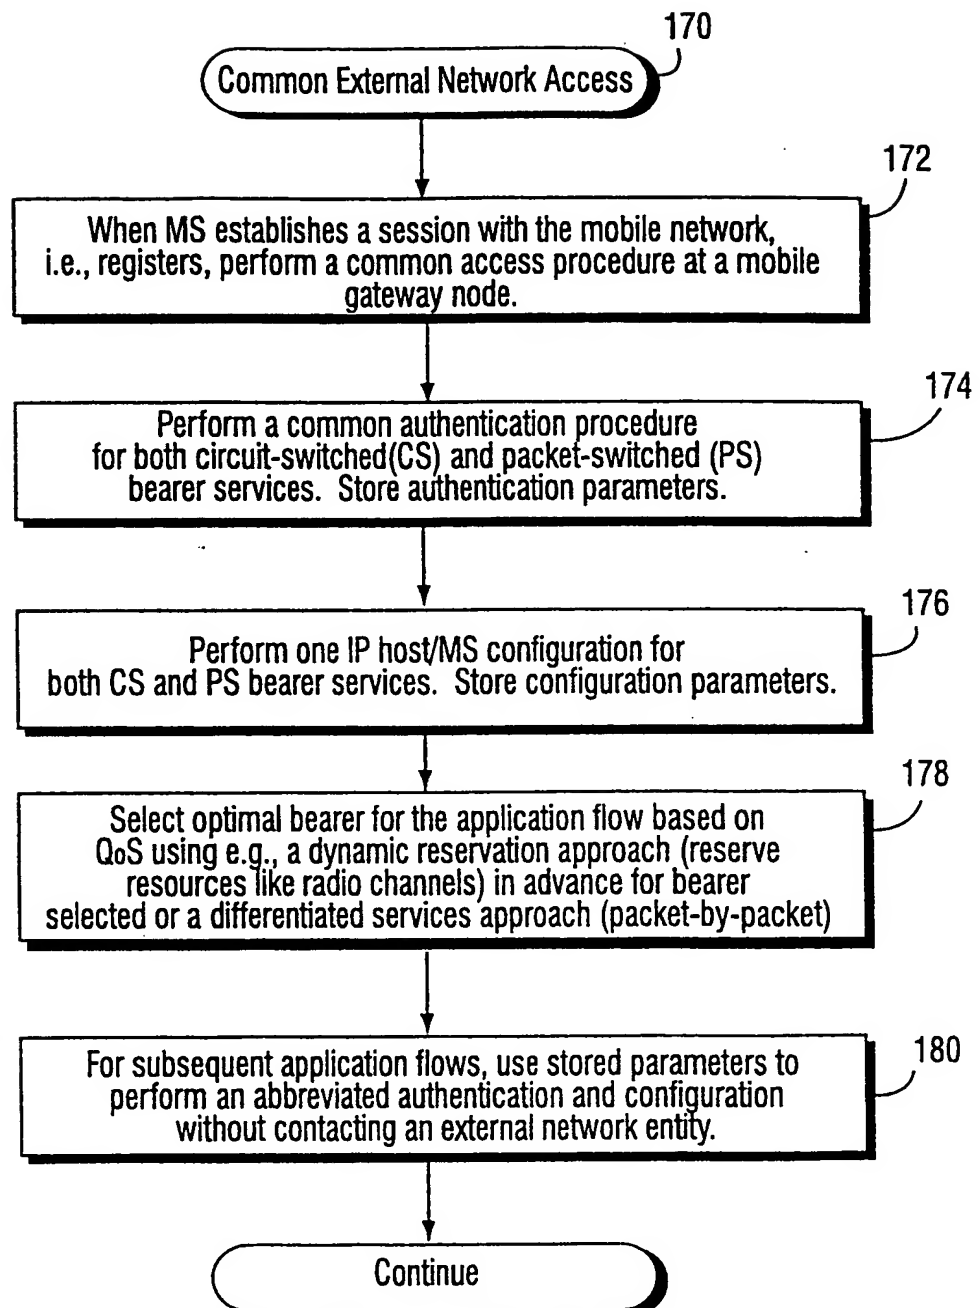 170
Common External Network Access
172
When MS establishes a session with the mobile network,
i.e., registers, perform a common access procedure at a mobile
gateway node.
174
Perform a common authentication procedure
for both circuit-switched(CS) and packet-switched (PS)
bearer services. Store authentication parameters.
176
Perform one IP host/MS configuration for
both CS and PS bearer services. Store configuration parameters.
178
Select optimal bearer for the application flow based on
QoS using e.g., a dynamic reservation approach (reserve
resources like radio channels) in advance for bearer
selected or a differentiated services approach (packet-by-packet)
180
For subsequent application flows, use stored parameters to
perform an abbreviated authentication and configuration
without contacting an external network entity.
Continue